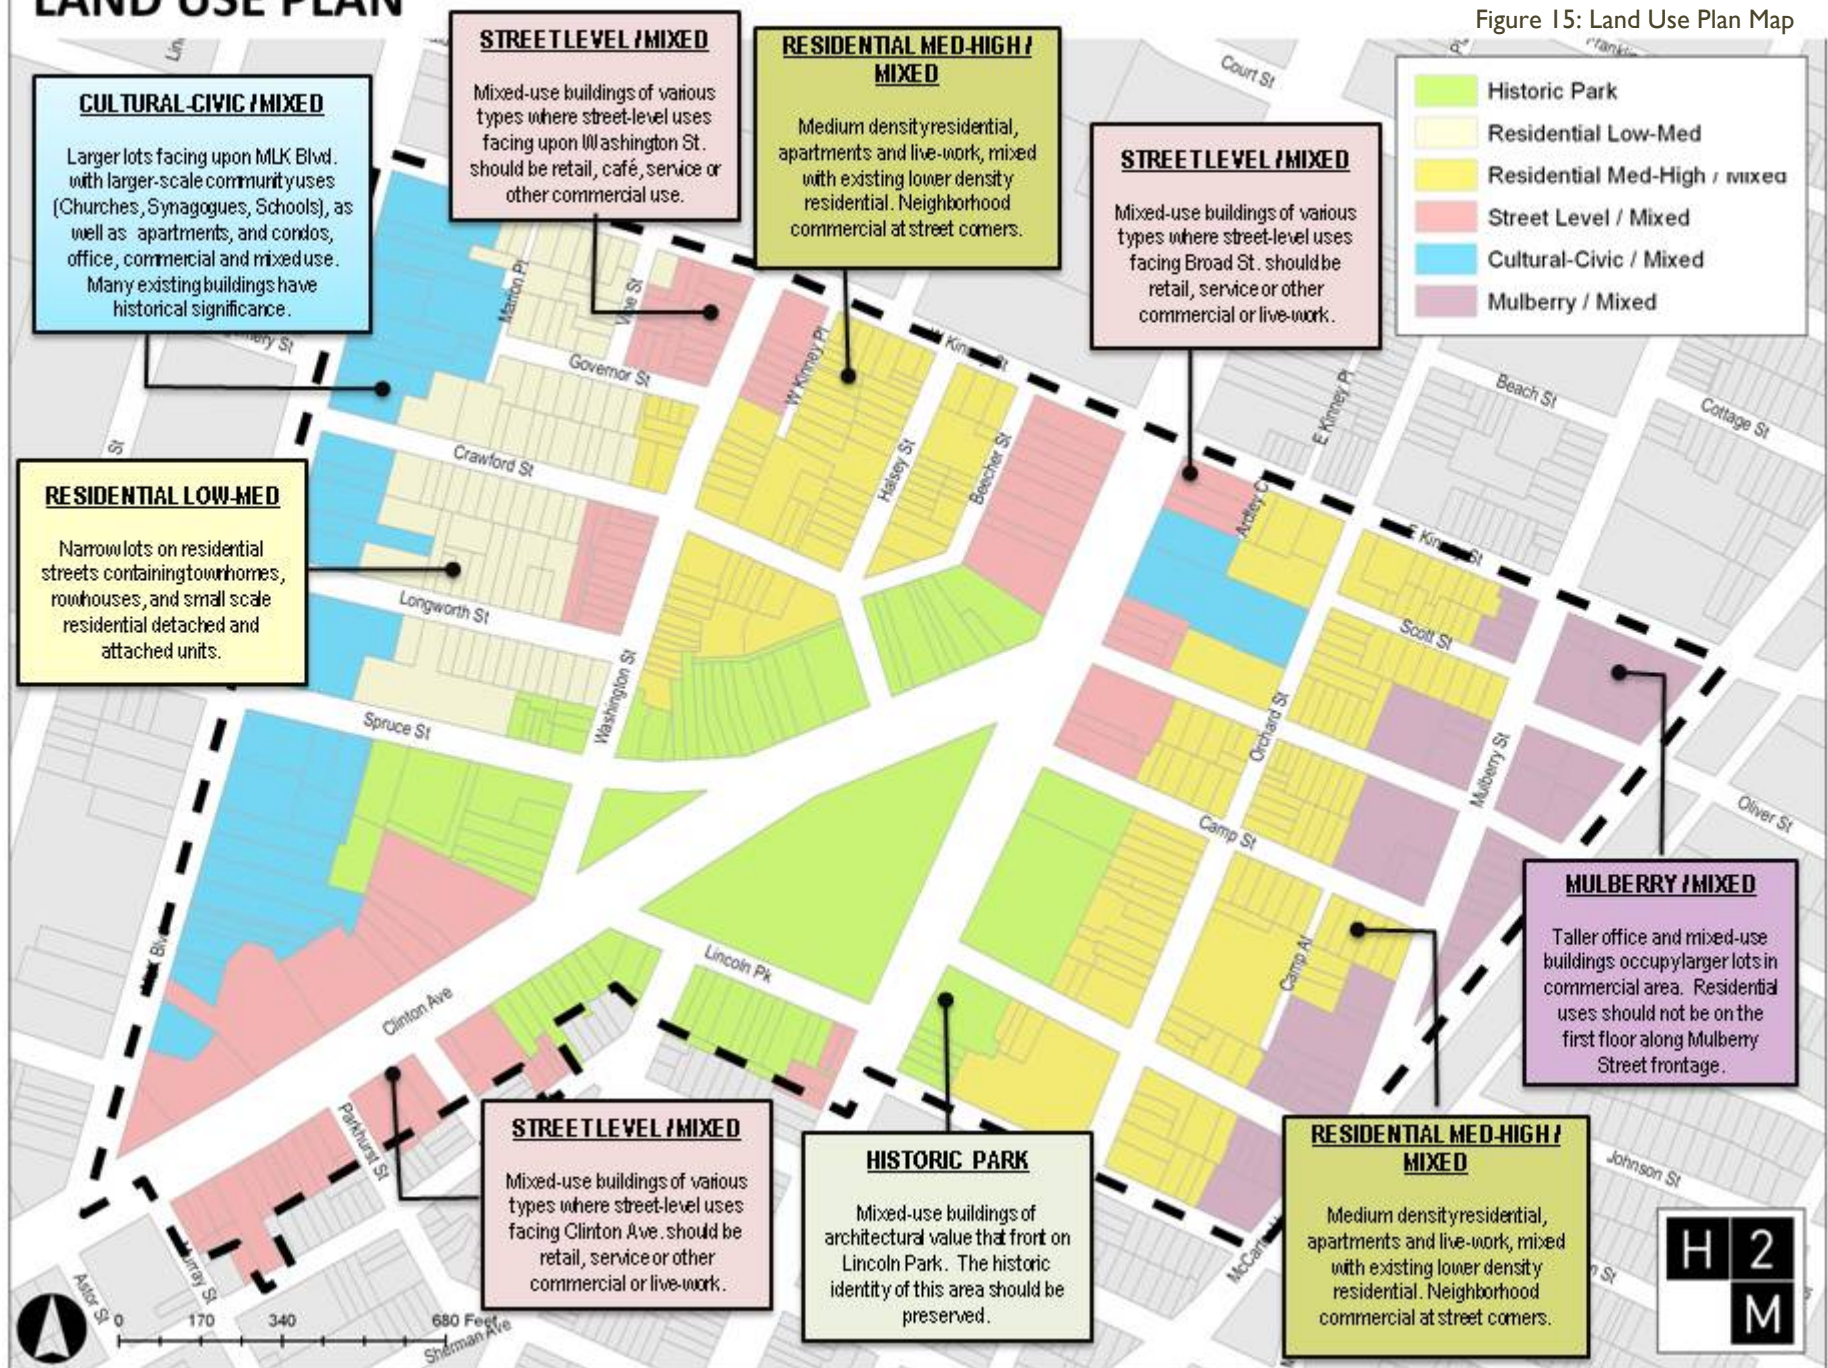 LAND USE PLAN
Figure 15: Land Use Plan Map
CULTURAL-CIVIC / MIXED
Larger lots facing upon MLK Blvd.
with larger-scale community uses
(Churches, Synagogues, Schools), as
well as apartments, and condos,
office, commercial and mixed use.
Many existing buildings have
historical significance.
STREET LEVEL / MIXED
Mixed-use buildings of various
types where street-level uses
facing upon Washington St.
should be retail, café, service or
other commercial use.
RESIDENTIAL MED-HIGH /
MIXED
Medium density residential,
apartments and live-work, mixed
with existing lower density
residential. Neighborhood
commercial at street corners.
STREET LEVEL / MIXED
Mixed-use buildings of various
types where street-level uses
facing Broad St. should be
retail, service or other
commercial or live-work.
Historic Park
Residential Low-Med
Residential Med-High / Mixed
Street Level / Mixed
Cultural-Civic / Mixed
Mulberry / Mixed
RESIDENTIAL LOW-MED
Narrow lots on residential
streets containing townhomes,
rowhouses, and small scale
residential detached and
attached units.
MULBERRY / MIXED
Taller office and mixed-use
buildings occupy larger lots in
commercial area. Residential
uses should not be on the
first floor along Mulberry
Street frontage.
STREET LEVEL / MIXED
Mixed-use buildings of various
types where street-level uses
facing Clinton Ave. should be
retail, service or other
commercial or live-work.
HISTORIC PARK
Mixed-use buildings of
architectural value that front on
Lincoln Park. The historic
identity of this area should be
preserved.
RESIDENTIAL MED-HIGH /
MIXED
Medium density residential,
apartments and live-work, mixed
with existing lower density
residential. Neighborhood
commercial at street corners.
Court St
Marion Pl
Vine St
Governor St
W Kinney Pl
W Kinney St
E Kinney Pl
Beach St
Cottage St
St
Crawford St
Halsey St
Beecher St
E Kinney St
Longworth St
Scott St
Washington St
Spruce St
Orchard St
Mulberry St
Oliver St
Camp St
Camp Al
Lincoln Pk
Clinton Ave
Parkhurst St
Murray St
Astor St
Sherman Ave
Johnson St
St
0 170 340 680 Feet
H 2
M